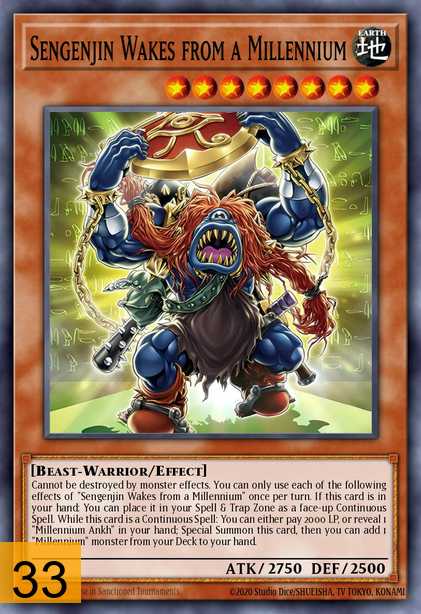 Sengenjin Wakes from a Millennium
EARTH
地
[Beast-Warrior/Effect]
Cannot be destroyed by monster effects. You can only use each of the following
effects of "Sengenjin Wakes from a Millennium" once per turn. If this card is in
your hand: You can place it in your Spell & Trap Zone as a face-up Continuous
Spell. While this card is a Continuous Spell: You can either pay 2000 LP, or reveal 1
"Millennium Ankh" in your hand; Special Summon this card, then you can add 1
"Millennium" monster from your Deck to your hand.
ATK/2750 DEF/2500
33
Use in Sanctioned Tournaments
©2020 Studio Dice/SHUEISHA, TV TOKYO, KONAMI